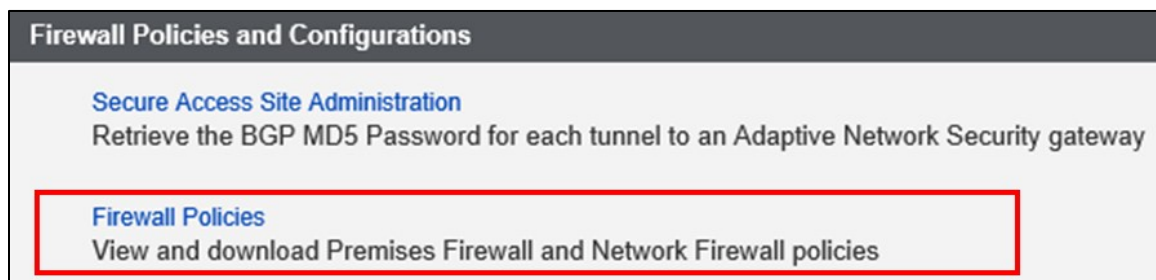 Firewall Policies and Configurations
Secure Access Site Administration
Retrieve the BGP MD5 Password for each tunnel to an Adaptive Network Security gateway
Firewall Policies
View and download Premises Firewall and Network Firewall policies